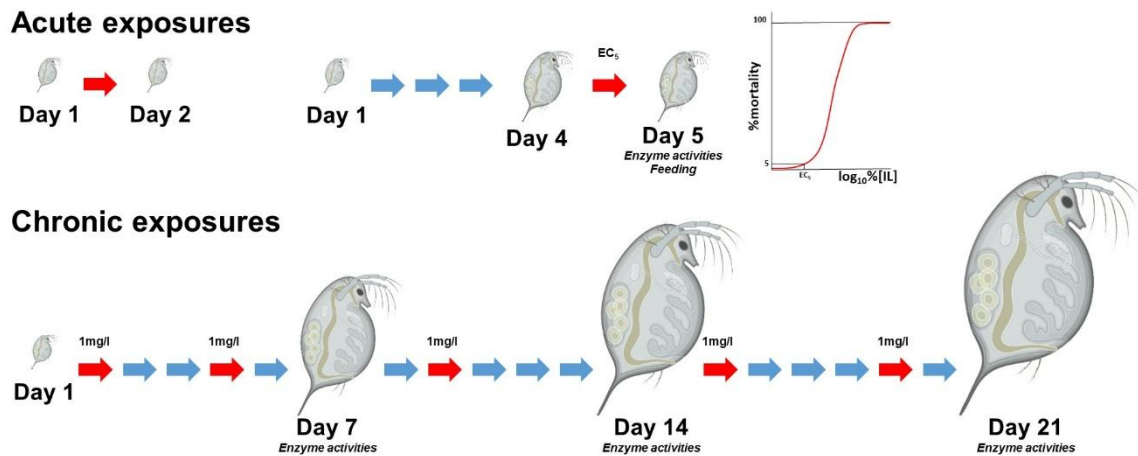 Acute exposures
Day 1
Day 2
Day 1
Day 4
EC₅
Day 5
Enzyme activities
Feeding
100
%mortality
5
EC₅
log₁₀%[IL]
Chronic exposures
Day 1
1mg/l
1mg/l
Day 7
Enzyme activities
1mg/l
Day 14
Enzyme activities
1mg/l
1mg/l
Day 21
Enzyme activities